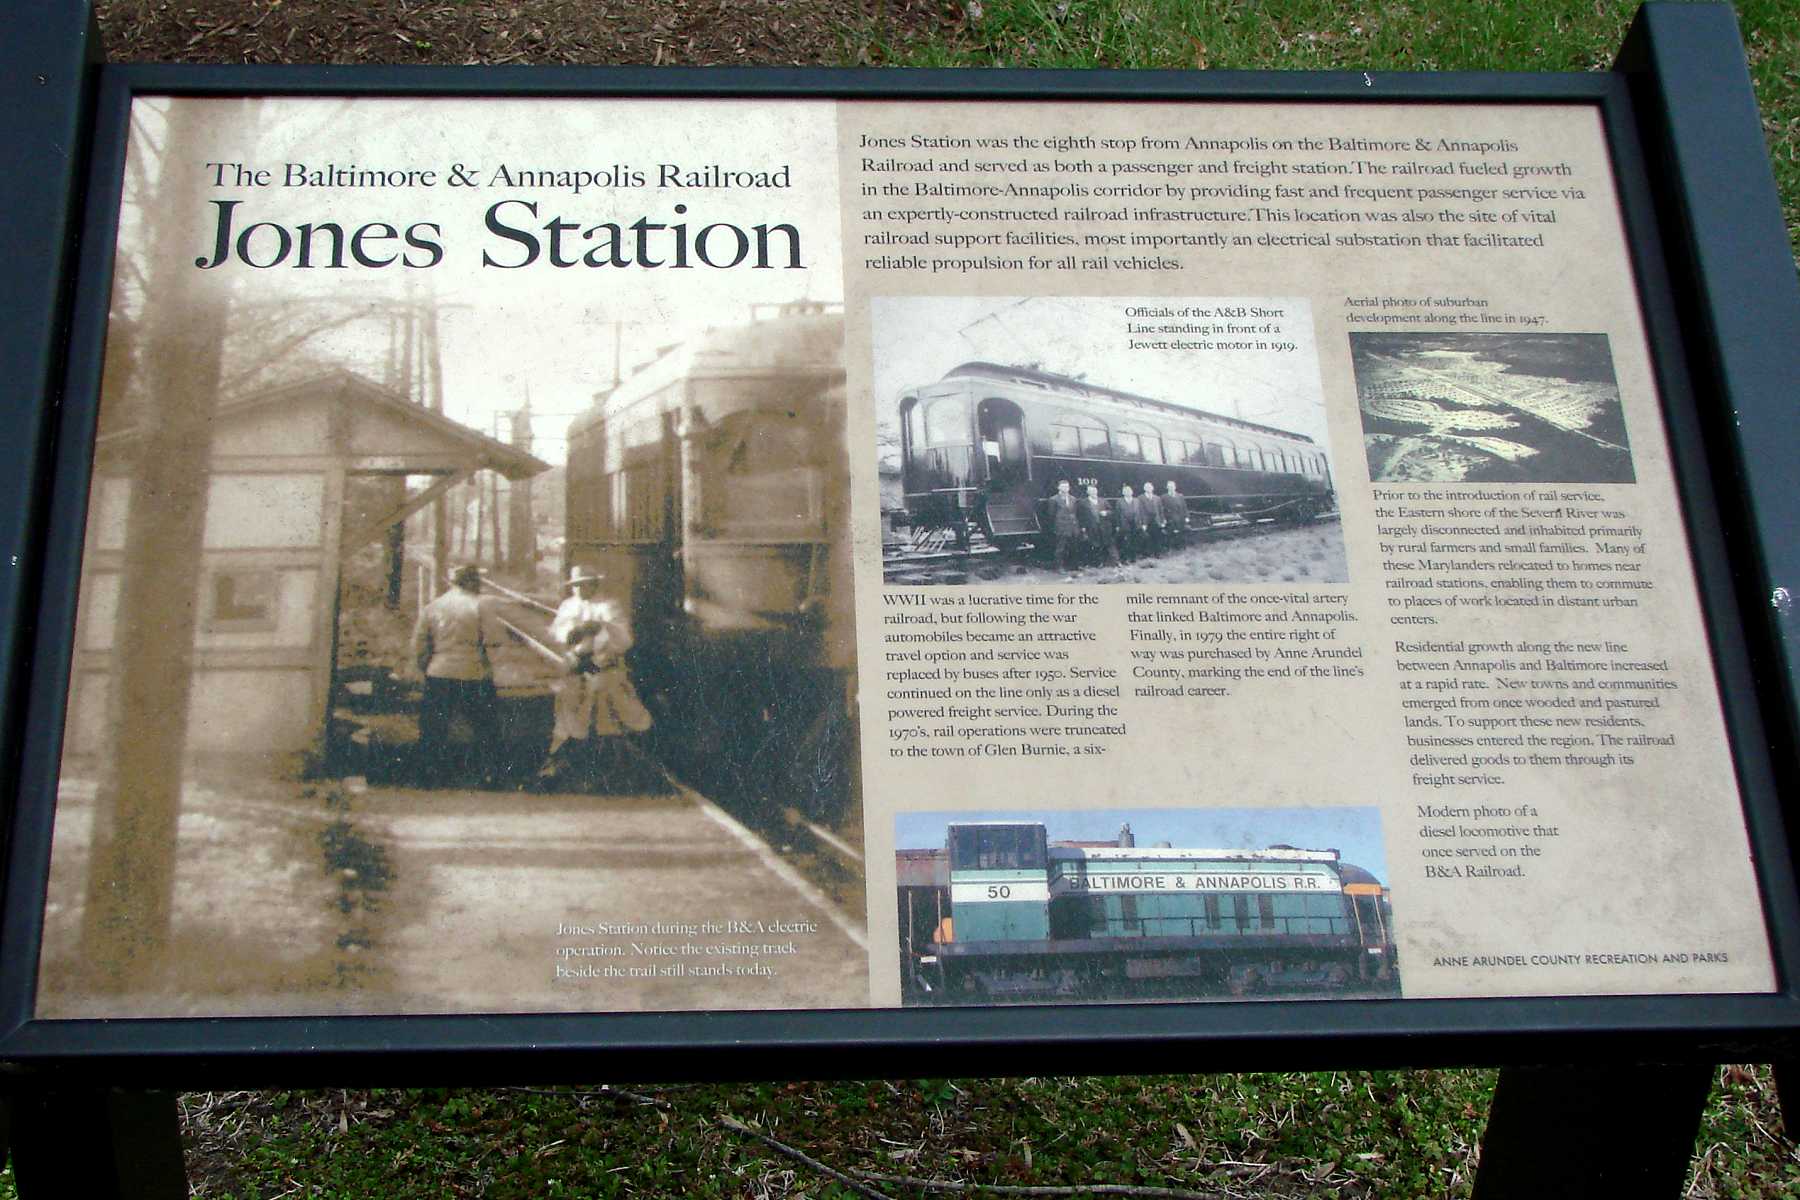 The Baltimore & Annapolis Railroad
Jones Station
Jones Station during the B&A electric
operation. Notice the existing track
beside the trail still stands today.
Jones Station was the eighth stop from Annapolis on the Baltimore & Annapolis
Railroad and served as both a passenger and freight station. The railroad fueled growth
in the Baltimore-Annapolis corridor by providing fast and frequent passenger service via
an expertly-constructed railroad infrastructure. This location was also the site of vital
railroad support facilities, most importantly an electrical substation that facilitated
reliable propulsion for all rail vehicles.
Officials of the A&B Short
Line standing in front of a
Jewett electric motor in 1919.
100
WWII was a lucrative time for the
railroad, but following the war
automobiles became an attractive
travel option and service was
replaced by buses after 1950. Service
continued on the line only as a diesel
powered freight service. During the
1970's, rail operations were truncated
to the town of Glen Burnie, a six-
mile remnant of the once-vital artery
that linked Baltimore and Annapolis.
Finally, in 1979 the entire right of
way was purchased by Anne Arundel
County, marking the end of the line's
railroad career.
50
BALTIMORE & ANNAPOLIS R.R.
Aerial photo of suburban
development along the line in 1947.
Prior to the introduction of rail service,
the Eastern shore of the Severn River was
largely disconnected and inhabited primarily
by rural farmers and small families. Many of
these Marylanders relocated to homes near
railroad stations, enabling them to commute
to places of work located in distant urban
centers.
Residential growth along the new line
between Annapolis and Baltimore increased
at a rapid rate. New towns and communities
emerged from once wooded and pastured
lands. To support these new residents,
businesses entered the region. The railroad
delivered goods to them through its
freight service.
Modern photo of a
diesel locomotive that
once served on the
B&A Railroad.
ANNE ARUNDEL COUNTY RECREATION AND PARKS